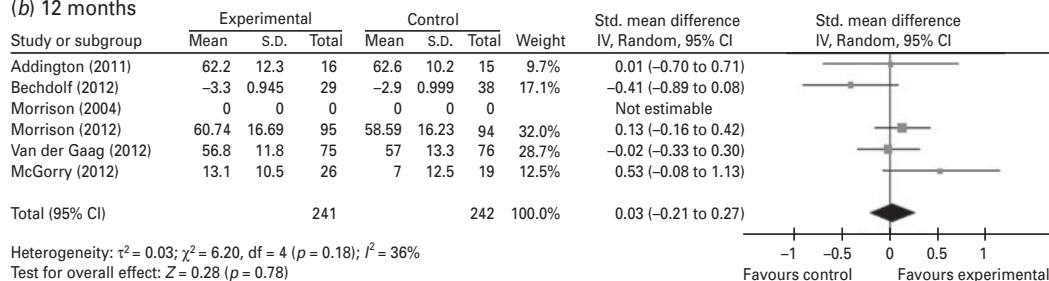 (b) 12 months
Experimental Control Std. mean difference Std. mean difference
Study or subgroup Mean S.D. Total Mean S.D. Total Weight IV, Random, 95% CI IV, Random, 95% CI
Addington (2011) 62.2 12.3 16 62.6 10.2 15 9.7% 0.01 (–0.70 to 0.71)
Bechdolf (2012) –3.3 0.945 29 –2.9 0.999 38 17.1% –0.41 (–0.89 to 0.08)
Morrison (2004) 0 0 0 0 0 0 Not estimable
Morrison (2012) 60.74 16.69 95 58.59 16.23 94 32.0% 0.13 (–0.16 to 0.42)
Van der Gaag (2012) 56.8 11.8 75 57 13.3 76 28.7% –0.02 (–0.33 to 0.30)
McGorry (2012) 13.1 10.5 26 7 12.5 19 12.5% 0.53 (–0.08 to 1.13)
Total (95% CI) 241 242 100.0% 0.03 (–0.21 to 0.27)
Heterogeneity: τ² = 0.03; χ² = 6.20, df = 4 (p = 0.18); I² = 36%
Test for overall effect: Z = 0.28 (p = 0.78)
–1 –0.5 0 0.5 1
Favours control Favours experimental